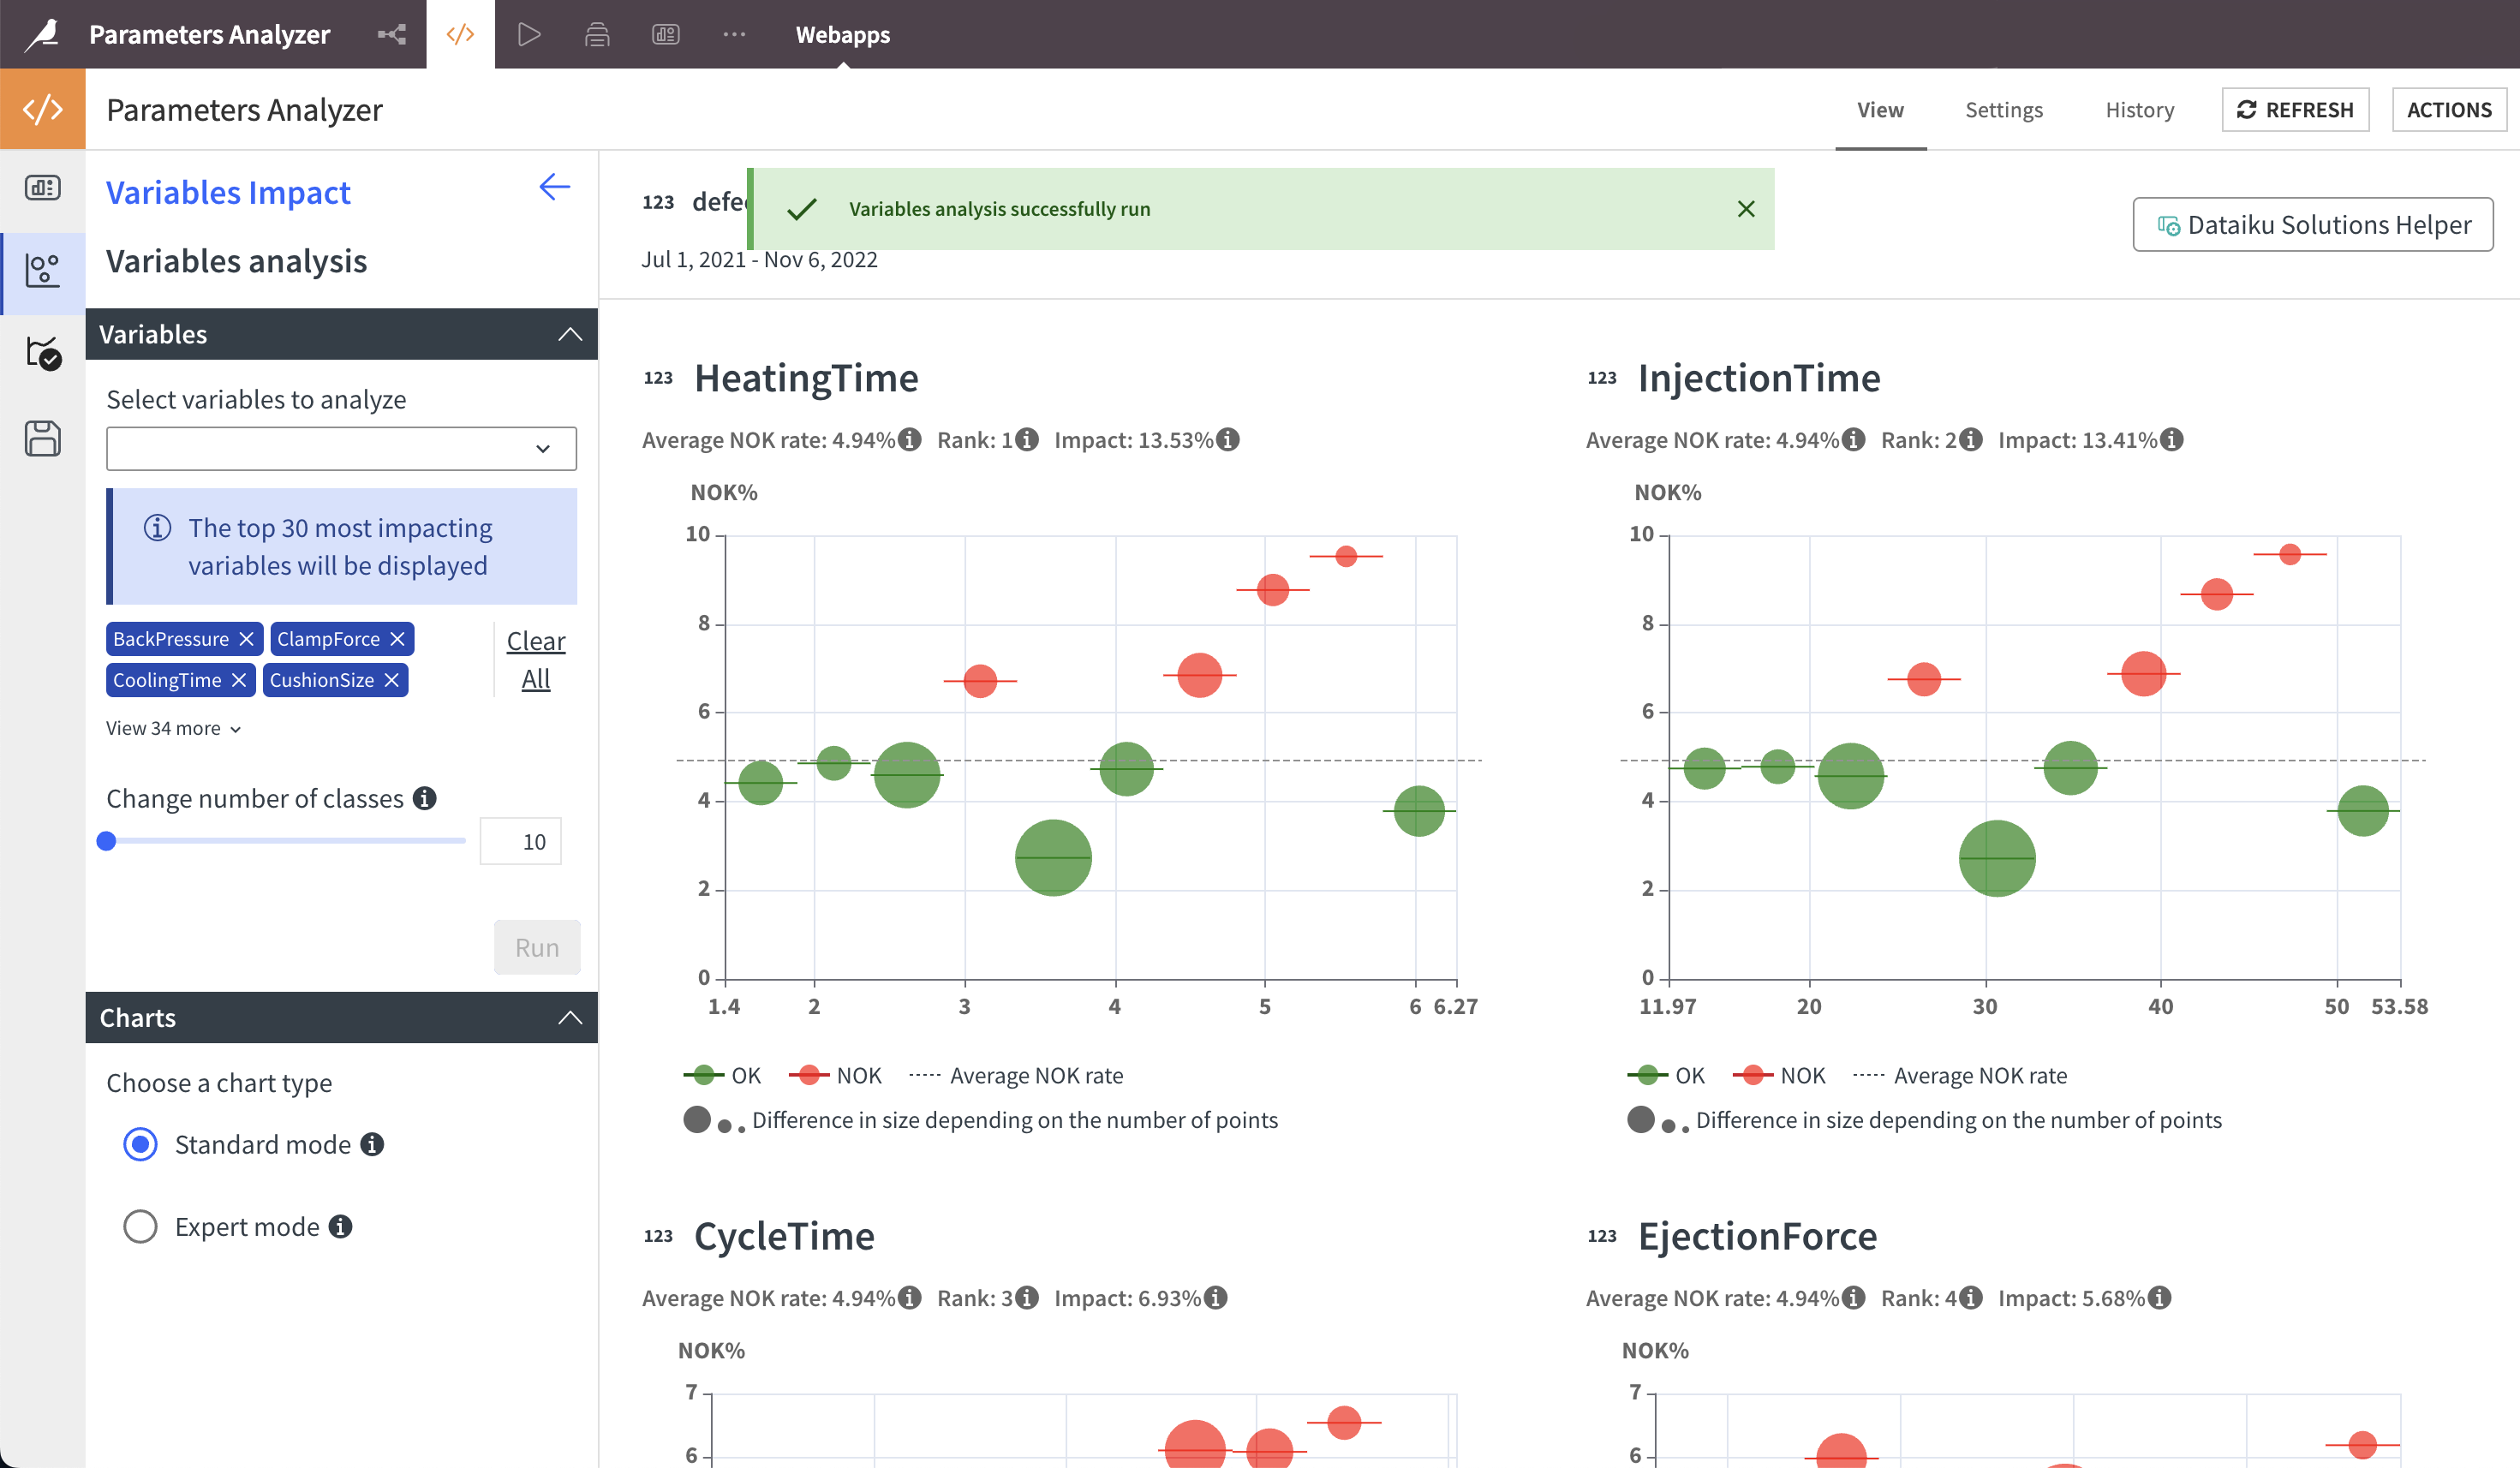 Parameters Analyzer
Webapps
Parameters Analyzer
View
Settings
History
REFRESH
ACTIONS
Variables Impact
Variables analysis
Variables
Select variables to analyze
The top 30 most impacting
variables will be displayed
BackPressure
ClampForce
CoolingTime
CushionSize
Clear
All
View 34 more
Change number of classes
10
Run
Charts
Choose a chart type
Standard mode
Expert mode
123
Variables analysis successfully run
Jul 1, 2021 - Nov 6, 2022
Dataiku Solutions Helper
123 HeatingTime
Average NOK rate: 4.94% Rank: 1 Impact: 13.53%
NOK%
10
8
6
4
2
0
1.4 2 3 4 5 6 6.27
OK NOK Average NOK rate
Difference in size depending on the number of points
123 InjectionTime
Average NOK rate: 4.94% Rank: 2 Impact: 13.41%
NOK%
10
8
6
4
2
0
11.97 20 30 40 50 53.58
OK NOK Average NOK rate
Difference in size depending on the number of points
123 CycleTime
Average NOK rate: 4.94% Rank: 3 Impact: 6.93%
NOK%
7
6
123 EjectionForce
Average NOK rate: 4.94% Rank: 4 Impact: 5.68%
NOK%
7
6